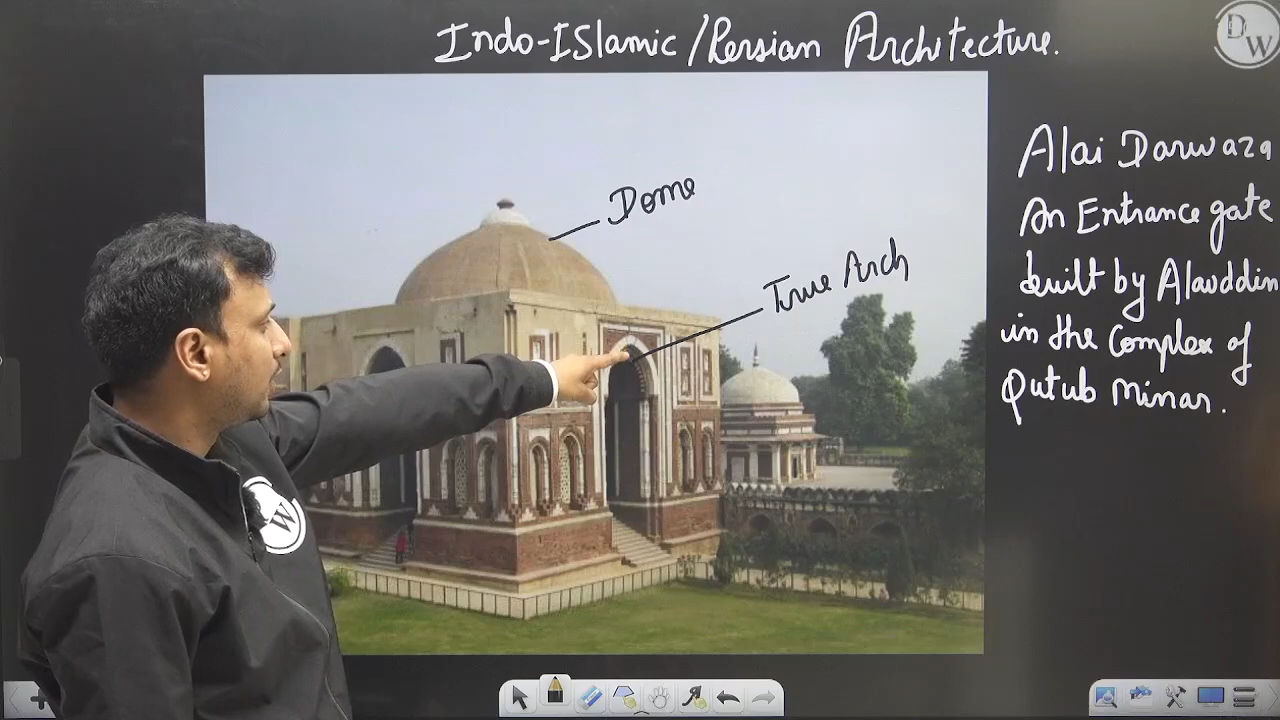 Indo-Islamic/Persian Architecture.
DW
Dome
True Arch
Alai Darwaza
An Entrance gate
built by Alauddin
in the Complex of
Qutub Minar.
W